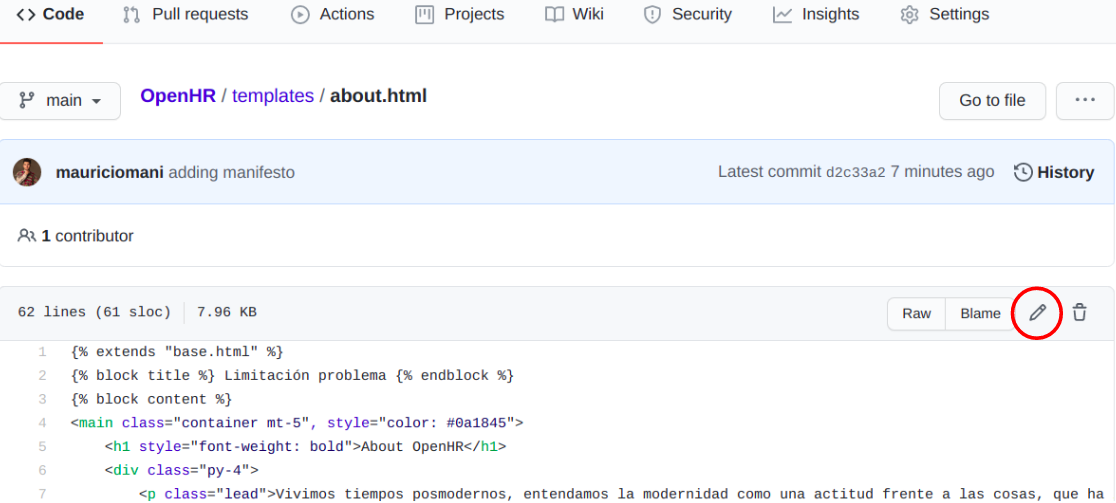 Code Pull requests Actions Projects Wiki Security Insights Settings
main OpenHR / templates / about.html Go to file ...
mauriciomani adding manifesto Latest commit d2c33a2 7 minutes ago History
1 contributor
62 lines (61 sloc) 7.96 KB Raw Blame
1 {% extends "base.html" %}
2 {% block title %} Limitación problema {% endblock %}
3 {% block content %}
4 <main class="container mt-5", style="color: #0a1845">
5 <h1 style="font-weight: bold">About OpenHR</h1>
6 <div class="py-4">
7 <p class="lead">Vivimos tiempos posmodernos, entendamos la modernidad como una actitud frente a las cosas, que ha